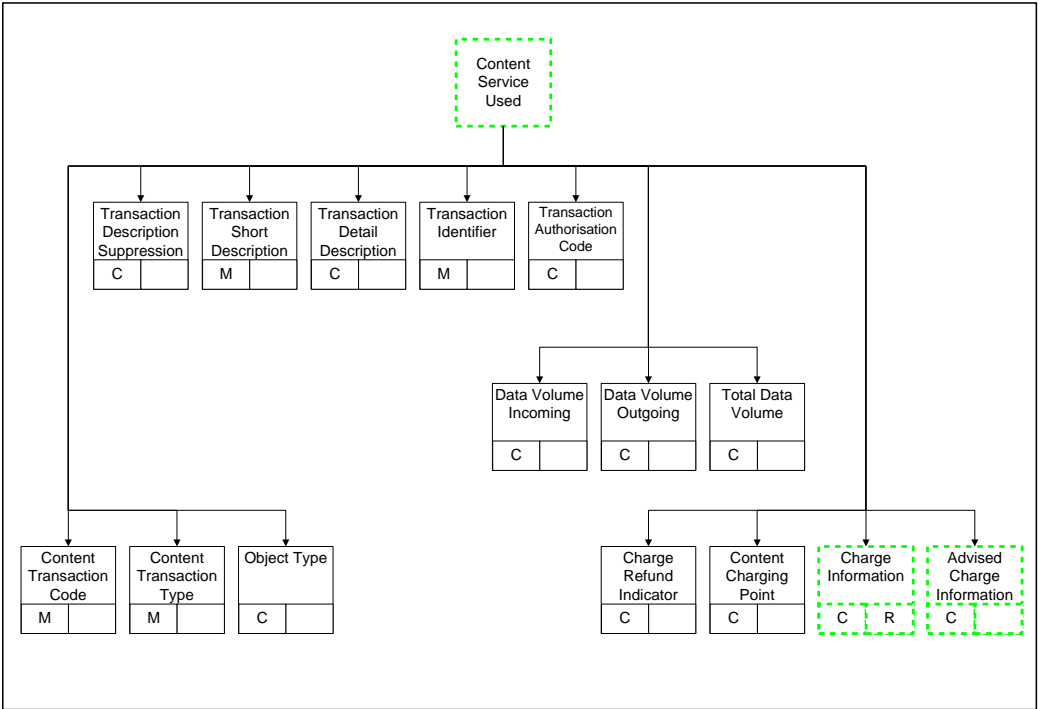 Content
Service
Used
Transaction
Description
Suppression
C
Transaction
Short
Description
M
Transaction
Detail
Description
C
Transaction
Identifier
M
Transaction
Authorisation
Code
C
Data Volume
Incoming
C
Data Volume
Outgoing
C
Total Data
Volume
C
Content
Transaction
Code
M
Content
Transaction
Type
M
Object Type
C
Charge
Refund
Indicator
C
Content
Charging
Point
C
Charge
Information
C R
Advised
Charge
Information
C